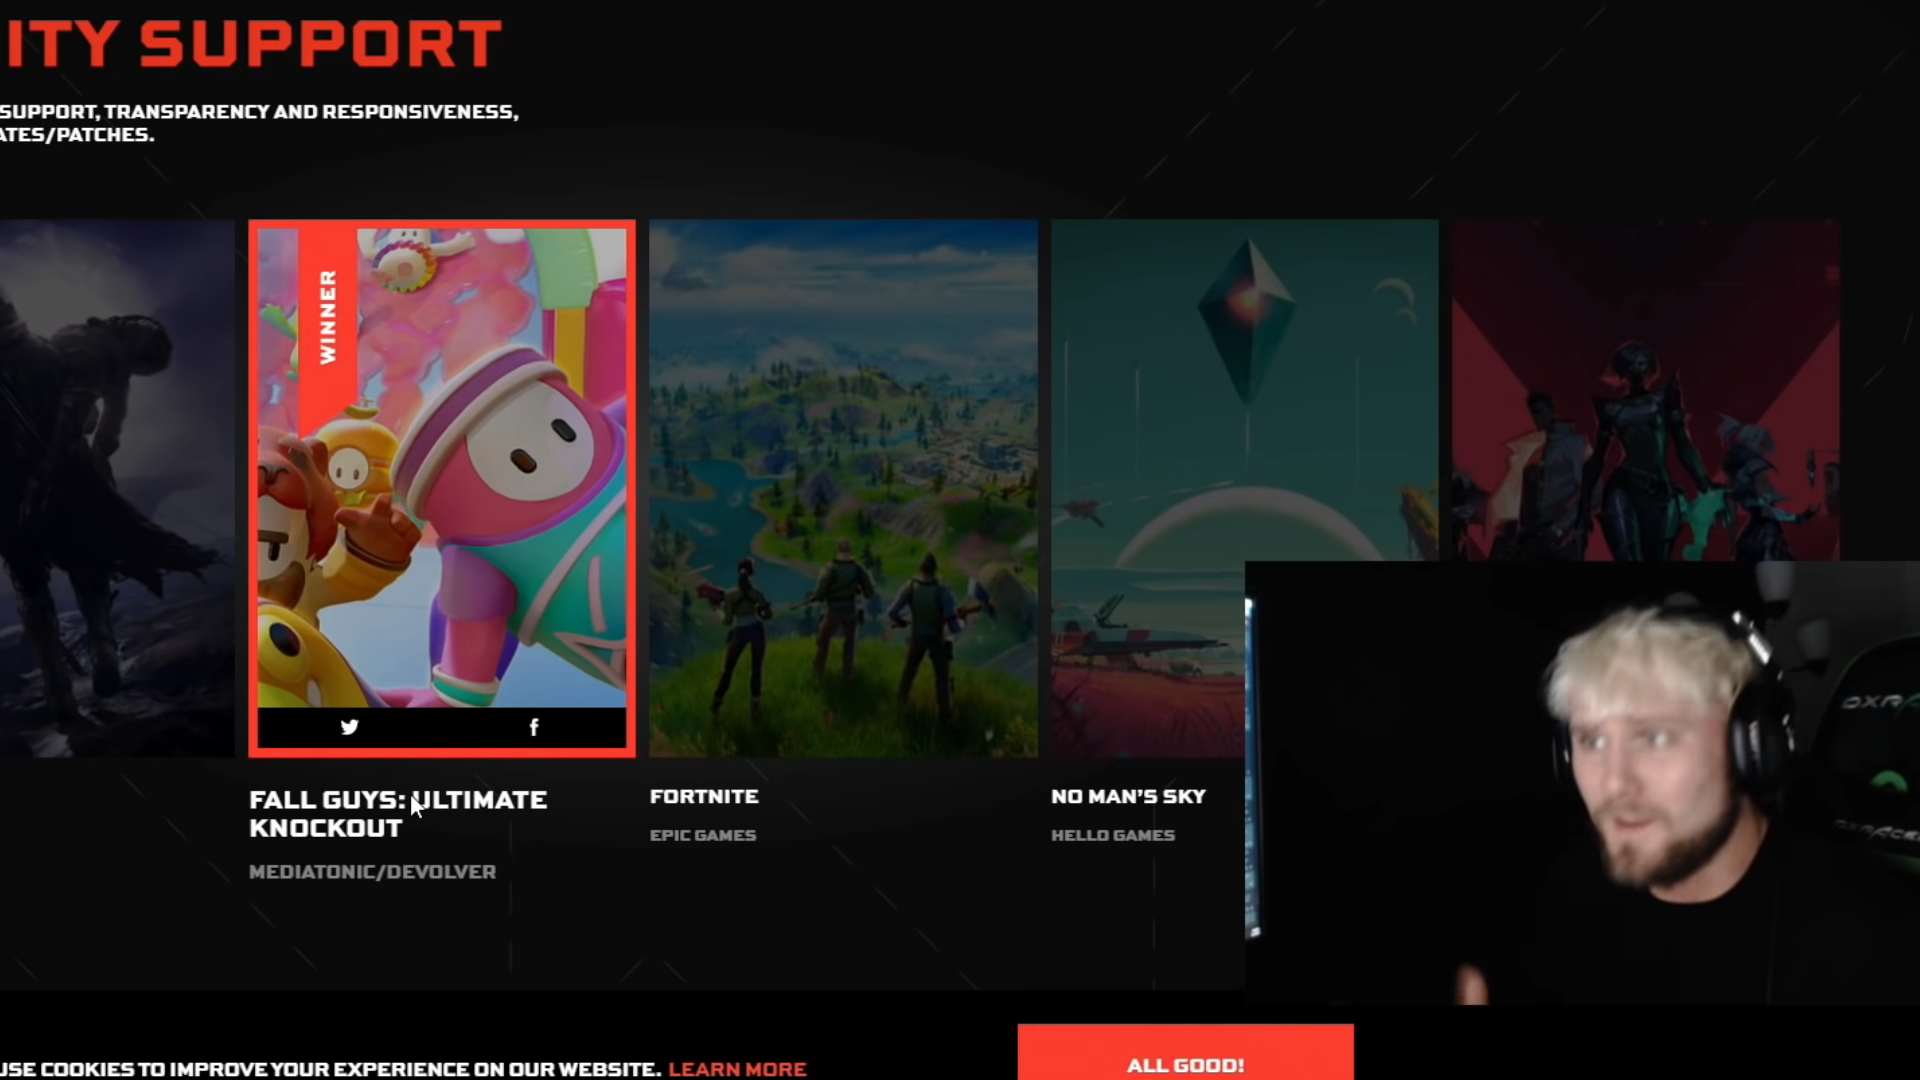 ITY SUPPORT
SUPPORT, TRANSPARENCY AND RESPONSIVENESS,
ATES/PATCHES.
WINNER
FALL GUYS: ULTIMATE
KNOCKOUT
MEDIATONIC/DEVOLVER
FORTNITE
EPIC GAMES
NO MAN'S SKY
HELLO GAMES
USE COOKIES TO IMPROVE YOUR EXPERIENCE ON OUR WEBSITE. LEARN MORE
ALL GOOD!